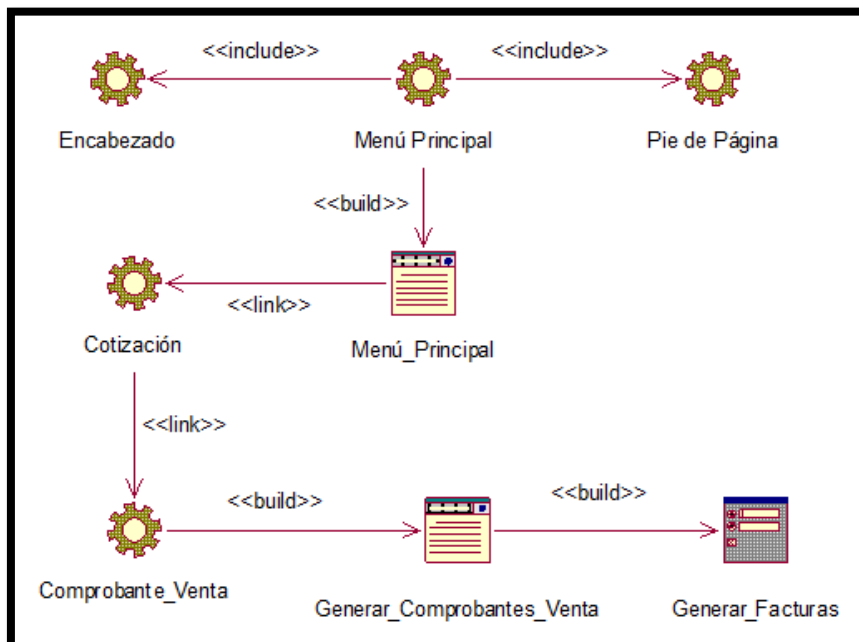 <<include>>
<<include>>
Encabezado
Menú Principal
Pie de Página
<<build>>
<<link>>
Cotización
Menú_Principal
<<link>>
<<build>>
<<build>>
Comprobante_Venta
Generar_Comprobantes_Venta
Generar_Facturas